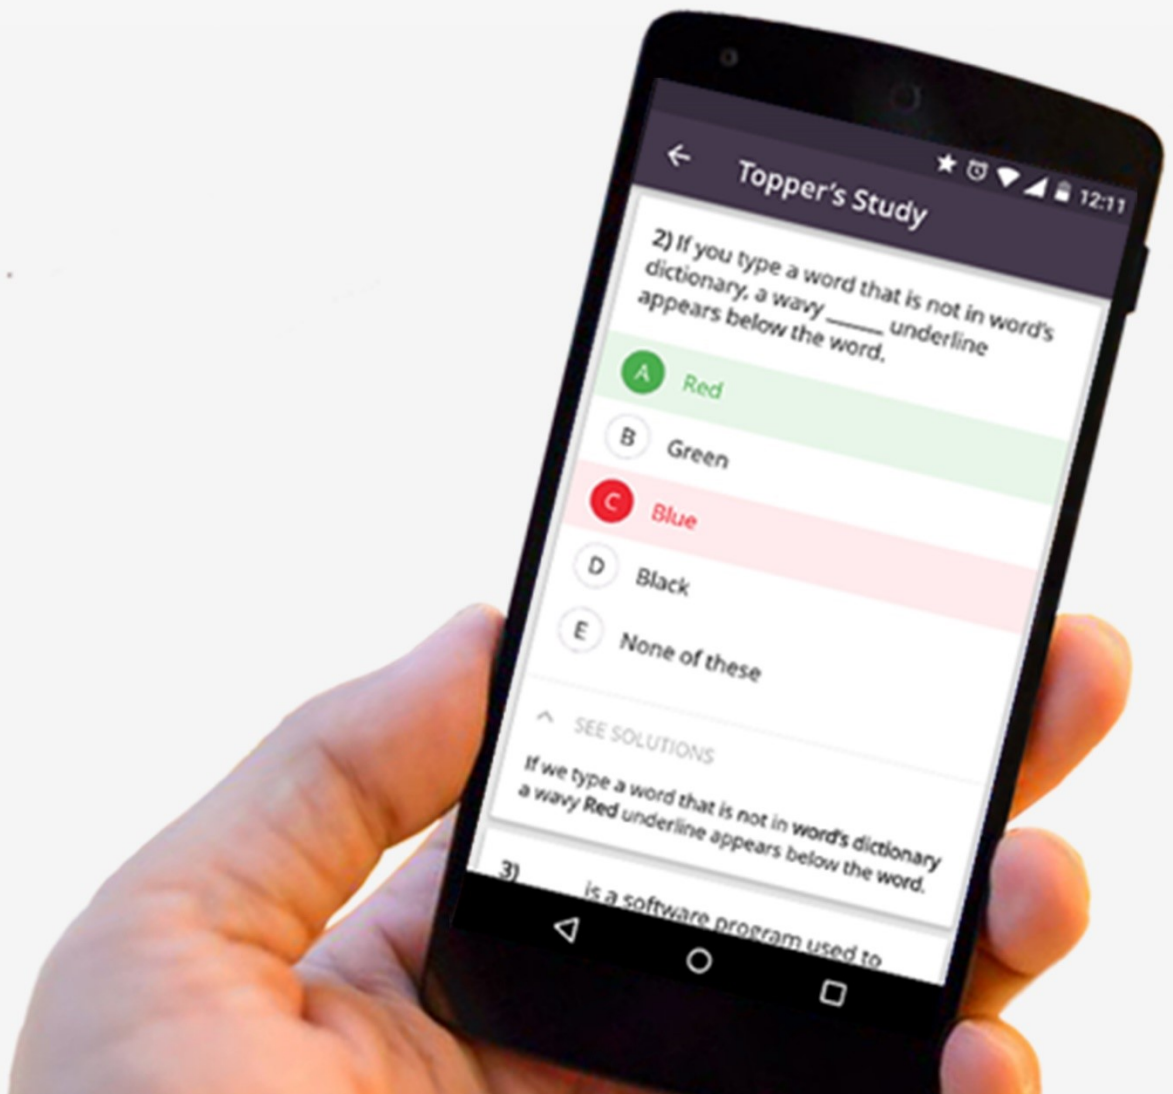 12:11
Topper's Study
2) If you type a word that is not in word's
dictionary, a wavy ______ underline
appears below the word.
A Red
B Green
C Blue
D Black
E None of these
SEE SOLUTIONS
If we type a word that is not in word's dictionary
a wavy Red underline appears below the word.
3) ______ is a software program used to